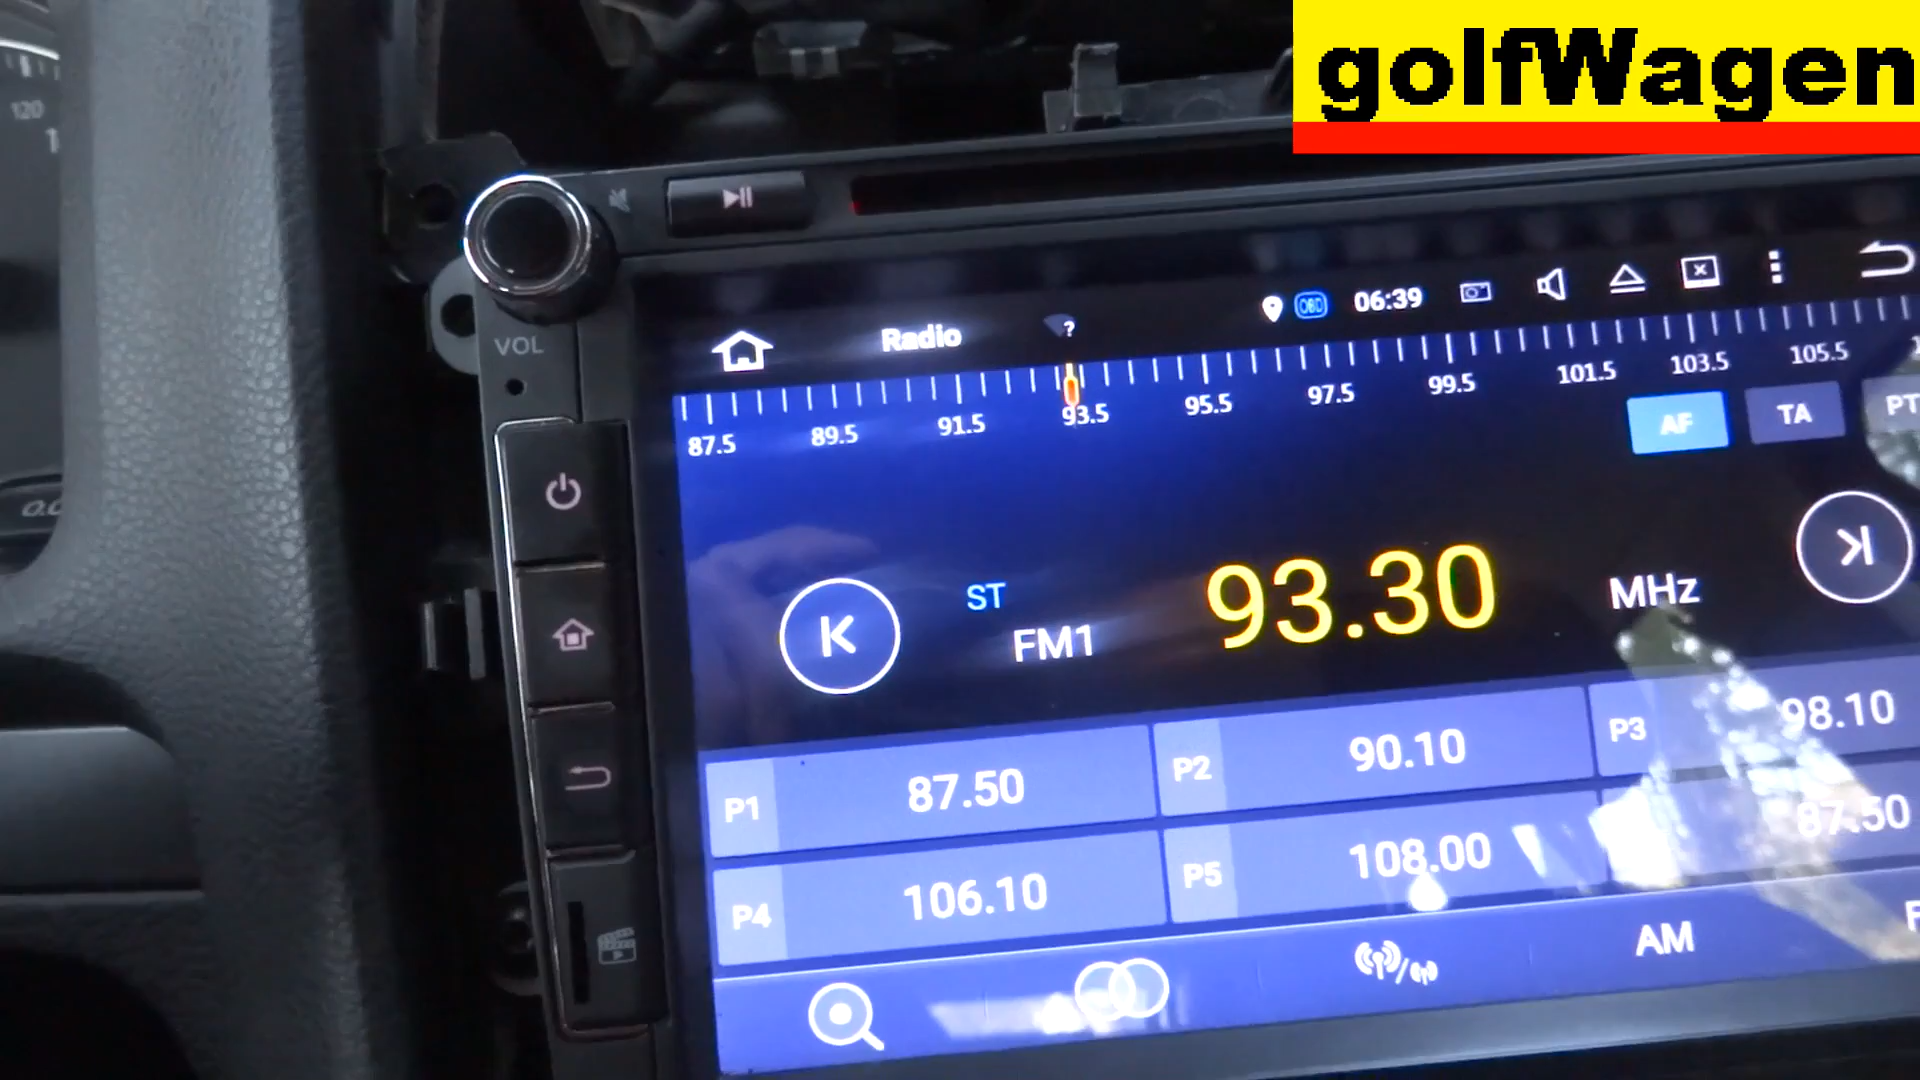 golfWagen
120
VOL
Radio
?
OBD
06:39
87.5 89.5 91.5 93.5 95.5 97.5 99.5 101.5 103.5 105.5
AF TA
ST
FM1 93.30 MHz
P1 87.50 P2 90.10 P3 98.10
P4 106.10 P5 108.00 87.50
AM